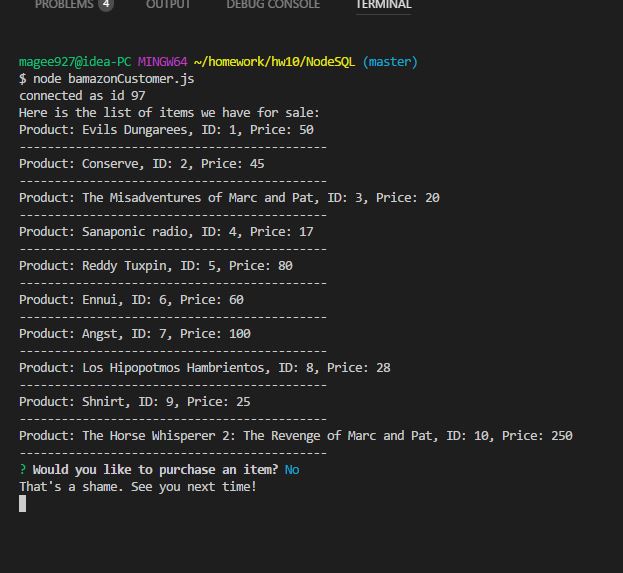 PROBLEMS 4 OUTPUT DEBUG CONSOLE TERMINAL
magee927@idea-PC MINGW64 ~/homework/hw10/NodeSQL (master)
$ node bamazonCustomer.js
connected as id 97
Here is the list of items we have for sale:
Product: Evils Dungarees, ID: 1, Price: 50
--------------------------------------------
Product: Conserve, ID: 2, Price: 45
--------------------------------------------
Product: The Misadventures of Marc and Pat, ID: 3, Price: 20
--------------------------------------------
Product: Sanaponic radio, ID: 4, Price: 17
--------------------------------------------
Product: Reddy Tuxpin, ID: 5, Price: 80
--------------------------------------------
Product: Ennui, ID: 6, Price: 60
--------------------------------------------
Product: Angst, ID: 7, Price: 100
--------------------------------------------
Product: Los Hipopotmos Hambrientos, ID: 8, Price: 28
--------------------------------------------
Product: Shnirt, ID: 9, Price: 25
--------------------------------------------
Product: The Horse Whisperer 2: The Revenge of Marc and Pat, ID: 10, Price: 250
--------------------------------------------
? Would you like to purchase an item? No
That's a shame. See you next time!